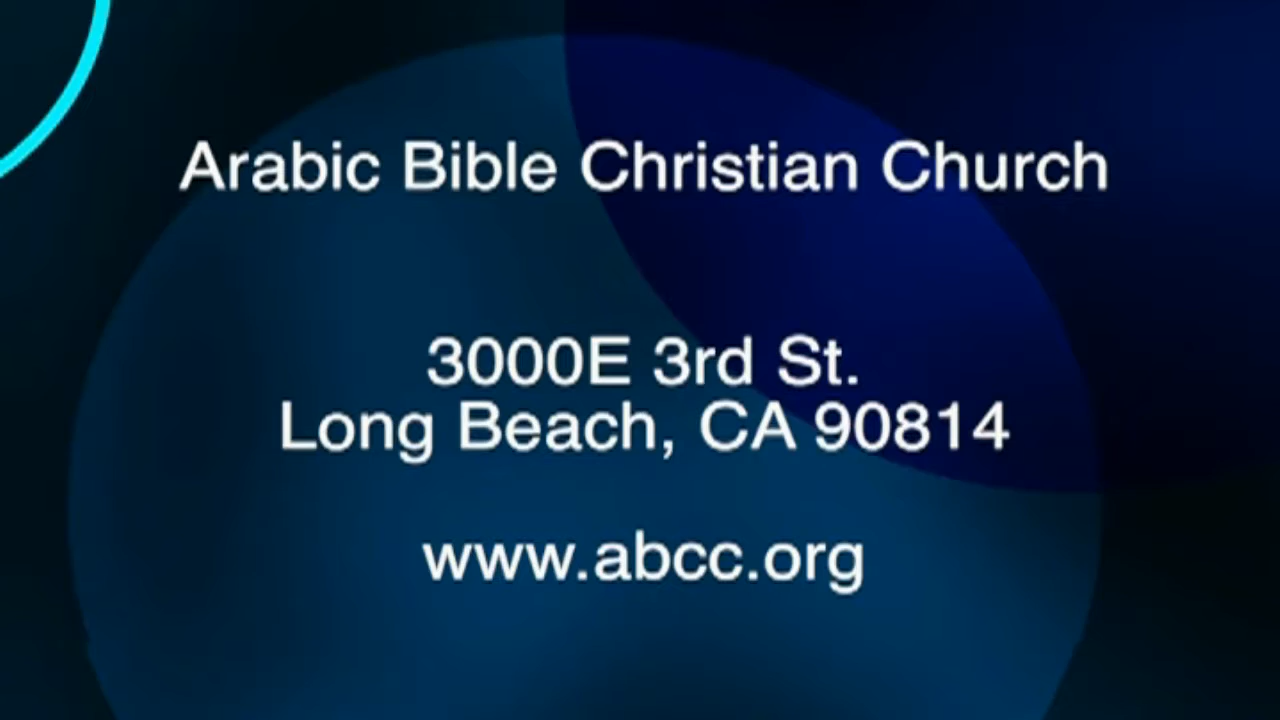 Arabic Bible Christian Church
3000E 3rd St.
Long Beach, CA 90814
www.abcc.org